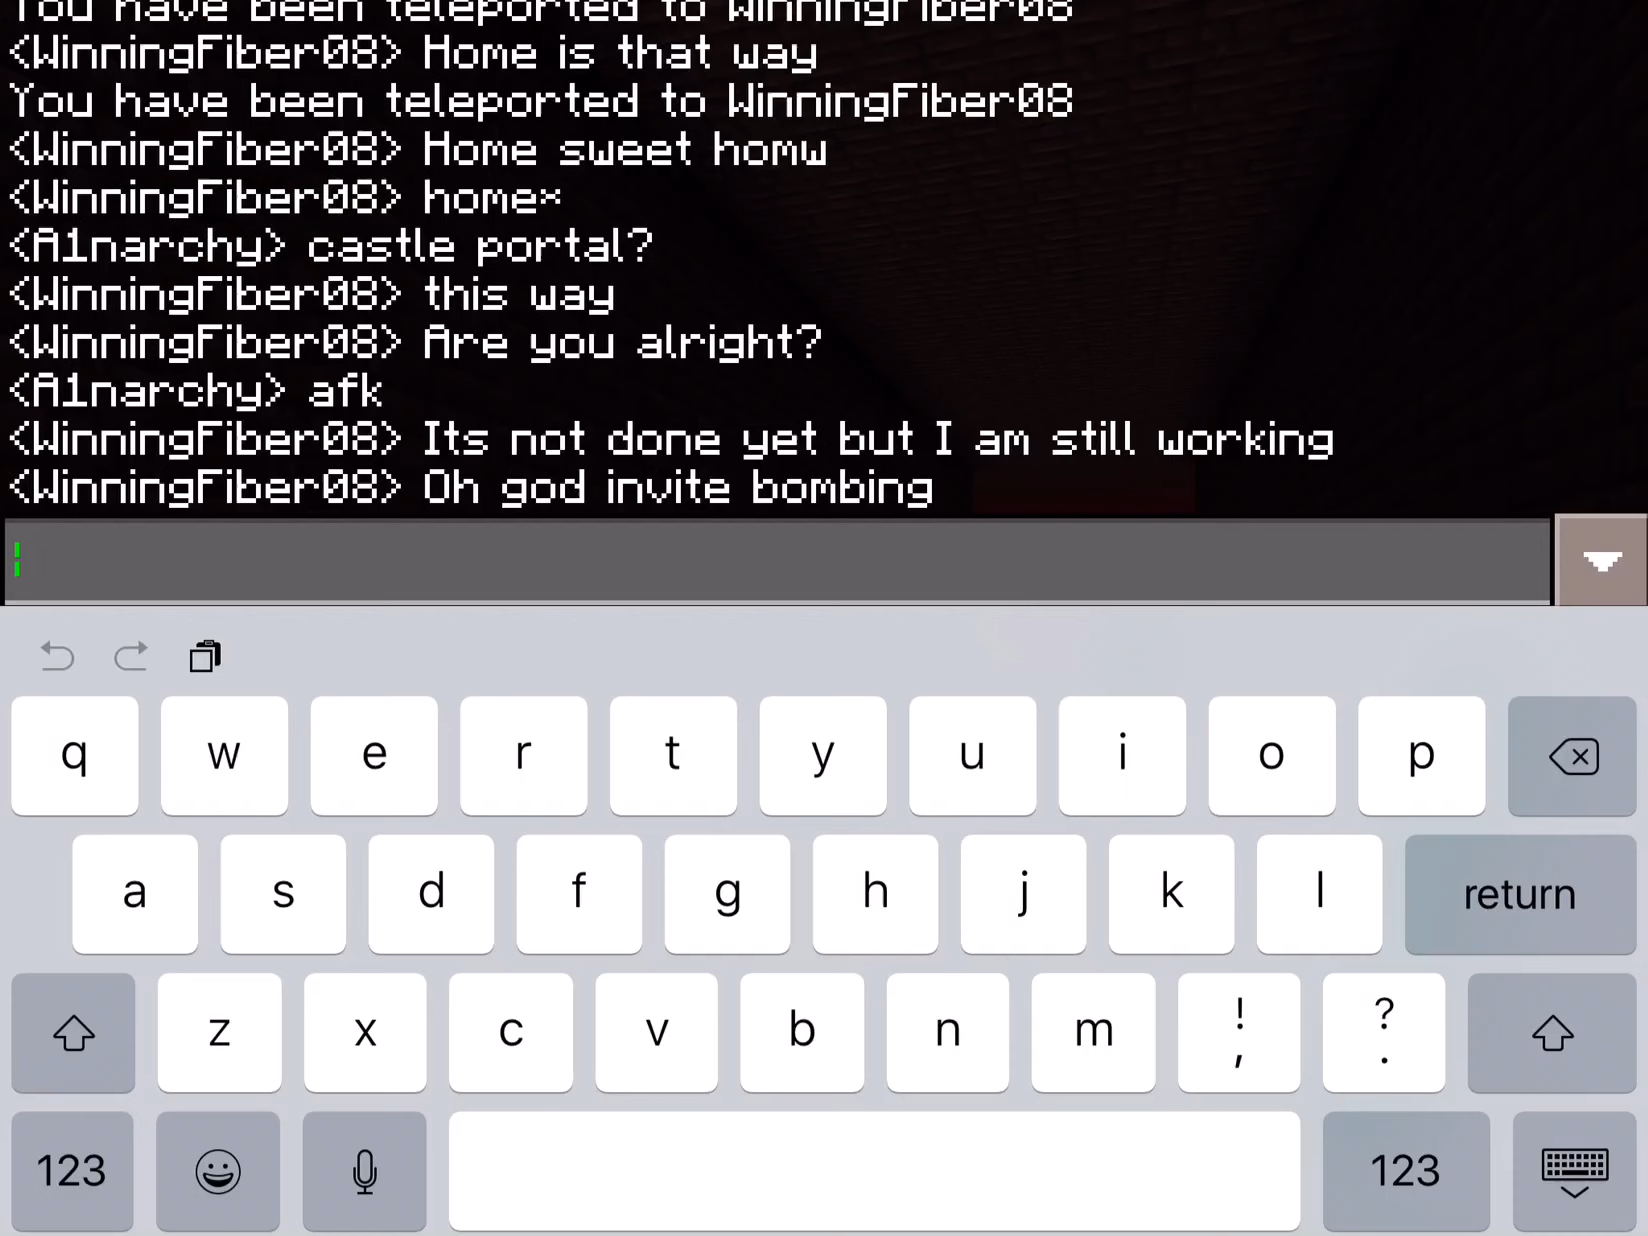 You have been teleported to WinningFiber08
<WinningFiber08> Home is that way
You have been teleported to WinningFiber08
<WinningFiber08> Home sweet homw
<WinningFiber08> home×
<A1narchy> castle portal?
<WinningFiber08> this way
<WinningFiber08> Are you alright?
<A1narchy> afk
<WinningFiber08> Its not done yet but I am still working
<WinningFiber08> Oh god invite bombing
q w e r t y u i o p
a s d f g h j k l return
z x c v b n m ! , ? .
123 123